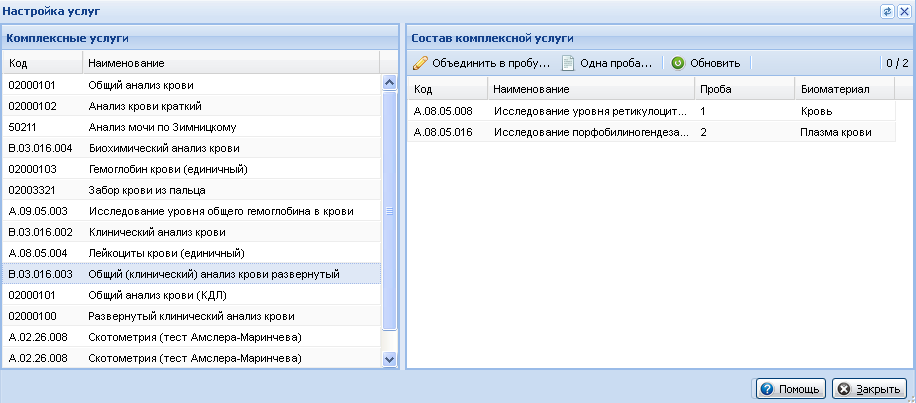 Настройка услуг
Комплексные услуги
Код Наименование
02000101 Общий анализ крови
02000102 Анализ крови краткий
50211 Анализ мочи по Зимницкому
B.03.016.004 Биохимический анализ крови
02000103 Гемоглобин крови (единичный)
02003321 Забор крови из пальца
A.09.05.003 Исследование уровня общего гемоглобина в крови
B.03.016.002 Клинический анализ крови
A.08.05.004 Лейкоциты крови (единичный)
B.03.016.003 Общий (клинический) анализ крови развернутый
02000101 Общий анализ крови (КДЛ)
02000100 Развернутый клинический анализ крови
A.02.26.008 Скотометрия (тест Амслера-Маринчева)
A.02.26.008 Скотометрия (тест Амслера-Маринчева)
Состав комплексной услуги
Объединить в пробу... Одна проба... Обновить 0 / 2
Код Наименование Проба Биоматериал
A.08.05.008 Исследование уровня ретикулоцит... 1 Кровь
A.08.05.016 Исследование порфобилиногендеза... 2 Плазма крови
Помощь Закрыть